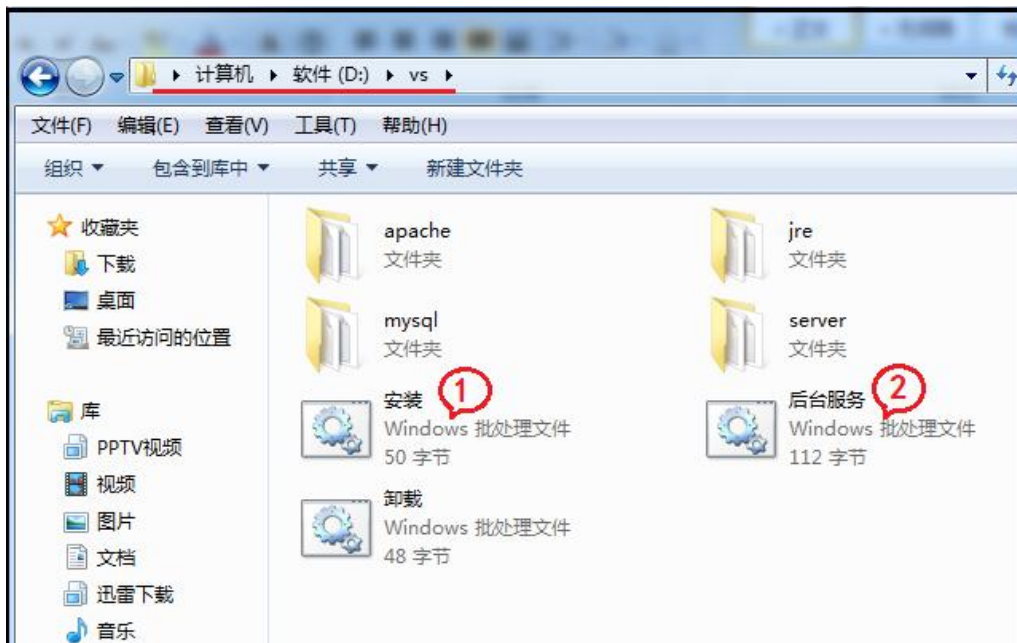 计算机 软件 (D:) vs
文件(F) 编辑(E) 查看(V) 工具(T) 帮助(H)
组织 包含到库中 共享 新建文件夹
收藏夹
下载
桌面
最近访问的位置
库
PPTV视频
视频
图片
文档
迅雷下载
音乐
apache
文件夹
jre
文件夹
mysql
文件夹
server
文件夹
安装
1
Windows 批处理文件
50 字节
后台服务
2
Windows 批处理文件
112 字节
卸载
Windows 批处理文件
48 字节